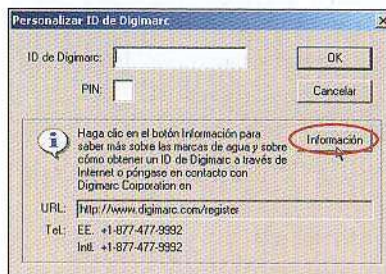 Personalizar ID de Digimarc
ID de Digimarc:
OK
PIN:
Cancelar
Haga clic en el botón Información para
saber más sobre las marcas de agua y sobre
cómo obtener un ID de Digimarc a través de
Internet o póngase en contacto con
Digimarc Corporation en
Información
URL: http://www.digimarc.com/register
Tel.: EE. +1-877-477-9992
Intl. +1-877-477-9992